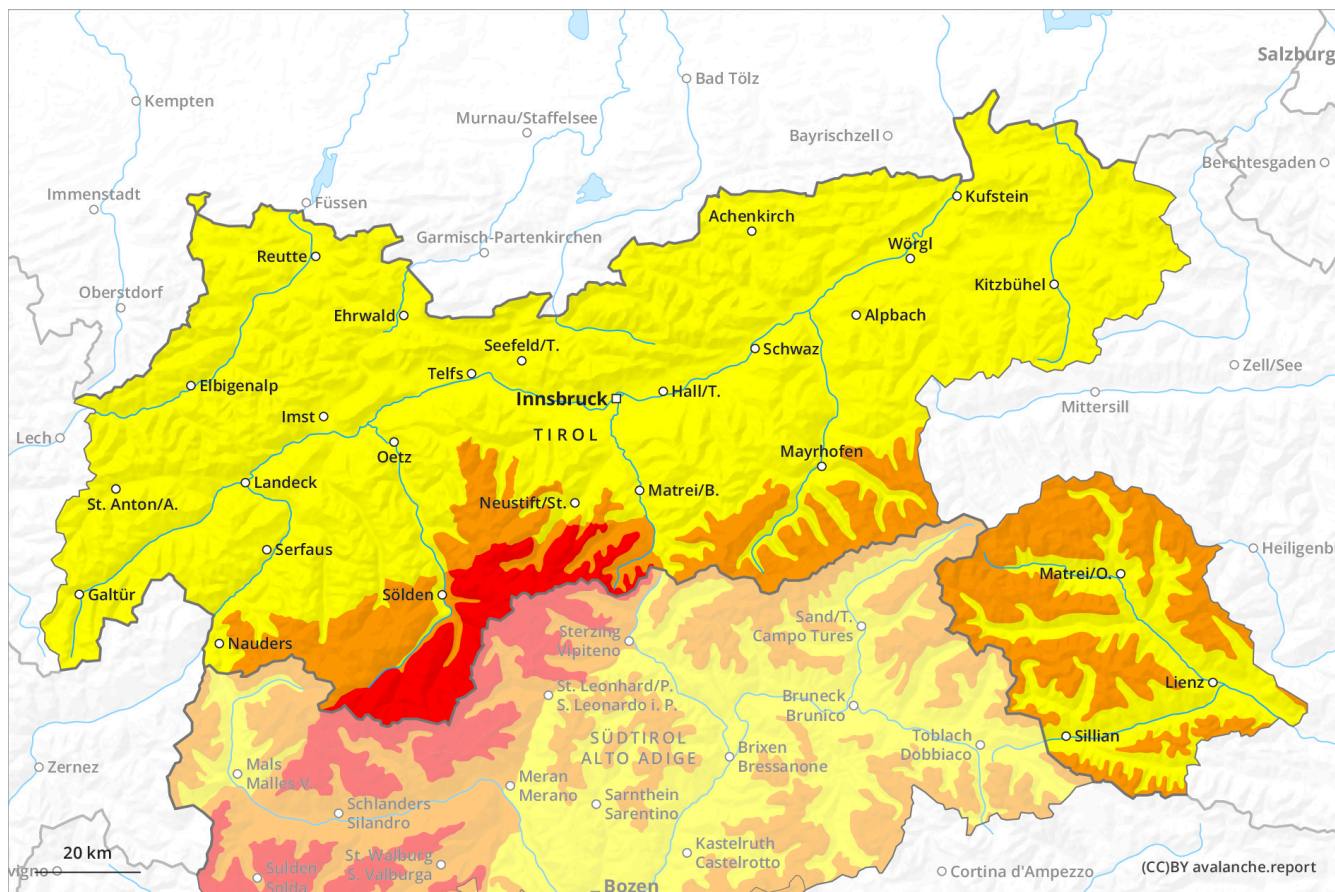 Salzburg
Bad Tölz
Kempten
Murnau/Staffelsee
Bayrischzell
Berchtesgaden
Immenstadt
Füssen
Kufstein
Achenkirch
Garmisch-Partenkirchen
Wörgl
Reutte
Kitzbühel
Oberstdorf
Ehrwald
Alpbach
Seefeld/T.
Schwaz
Zell/See
Telfs
Elbigenalp
Hall/T.
Innsbruck
Mittersill
Imst
Lech
TIROL
Oetz
Mayrhofen
Landeck
Matrei/B.
St. Anton/A.
Neustift/St.
Serfaus
Heiligenb
Matrei/O.
Galtür
Sölden
Sand/T.
Campo Tures
Sterzing
Vipiteno
Nauders
Lienz
St. Leonhard/P.
S. Leonardo i. P.
Bruneck
Brunico
SÜDTIROL
ALTO ADIGE
Toblach
Dobbiaco
Sillian
Brixen
Bressanone
Zernez
Mals
Malles V.
Meran
Merano
Schlanders
Silandro
Sarnthein
Sarentino
20 km
St. Walburg
S. Valburga
Kastelruth
Castelrotto
vigno
Sulden
Solda
Cortina d'Ampezzo
(CC)BY avalanche.report
Bozen